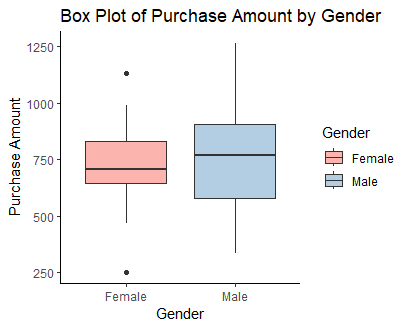 Box Plot of Purchase Amount by Gender
1250
1000
750
500
250
Purchase Amount
Female
Male
Gender
Gender
Female
Male